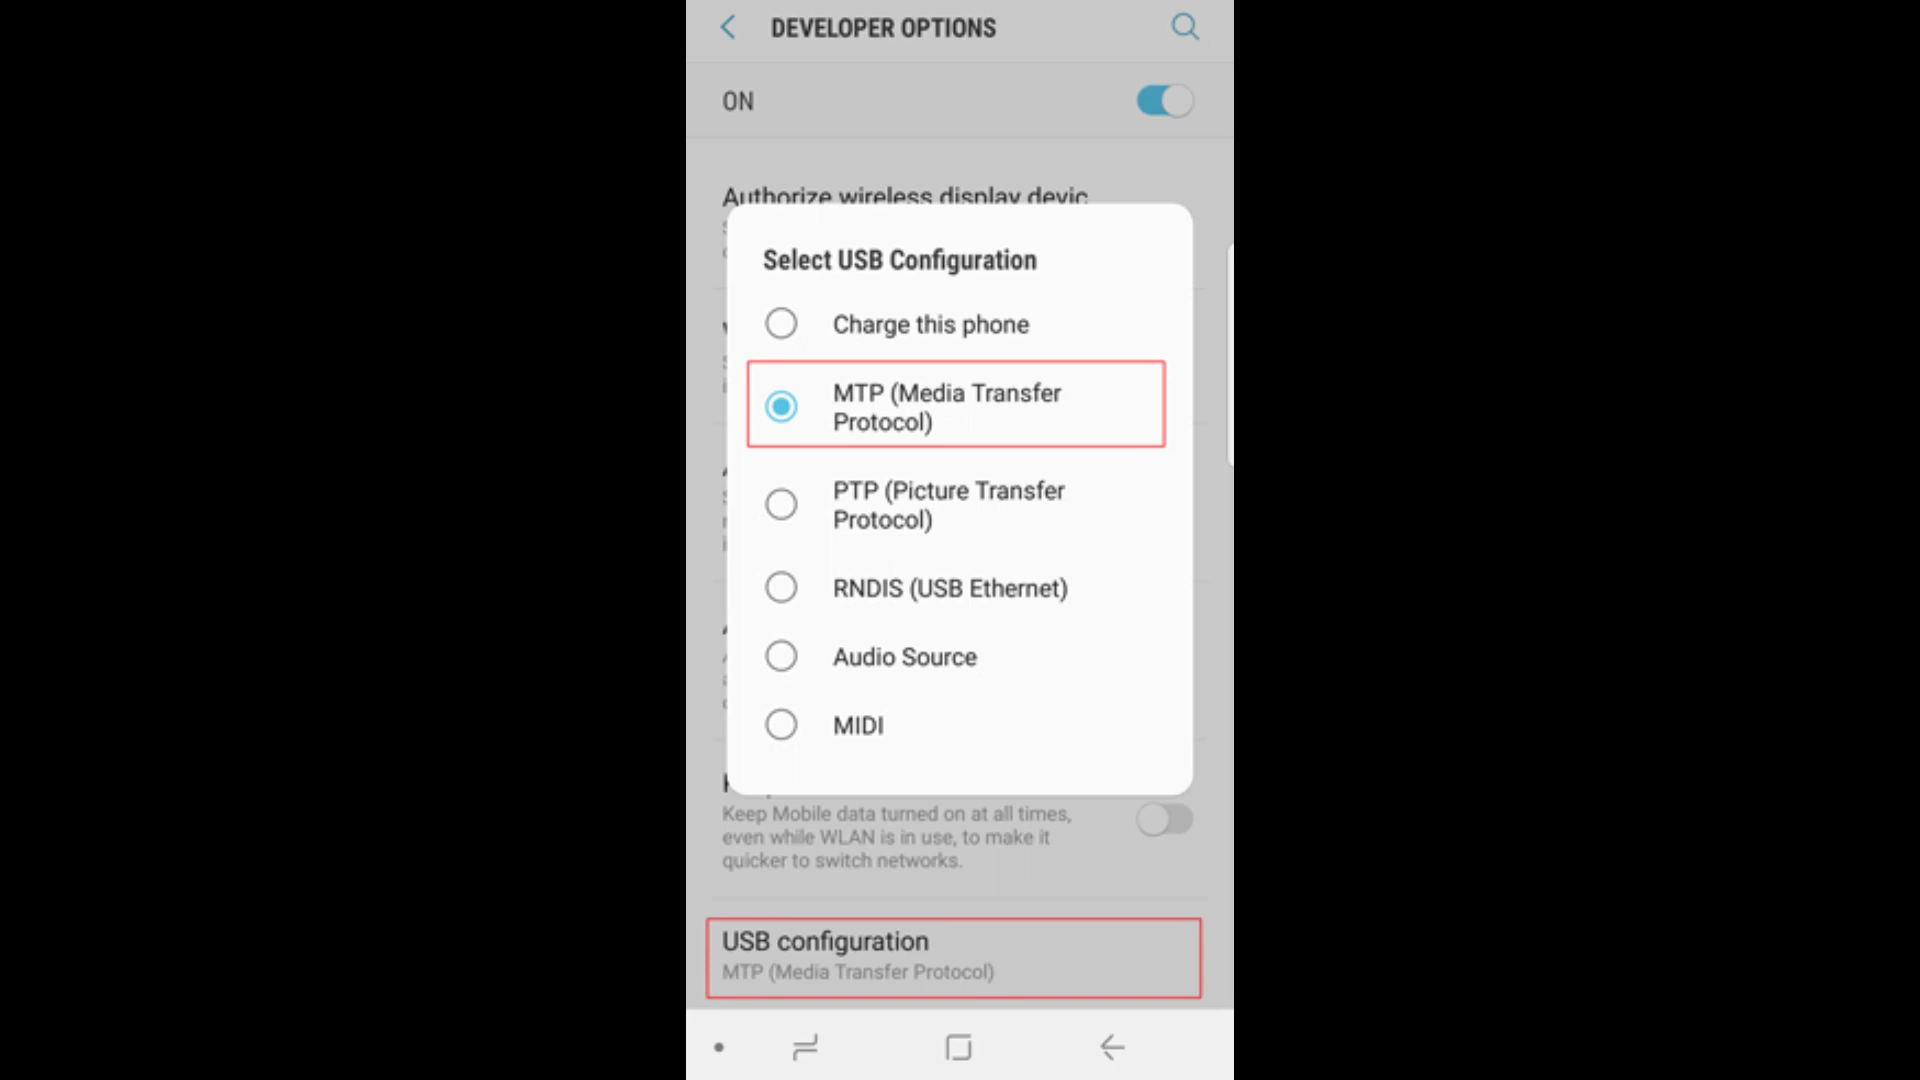 DEVELOPER OPTIONS
ON
Authorize wireless display devic
Select USB Configuration
Charge this phone
MTP (Media Transfer
Protocol)
PTP (Picture Transfer
Protocol)
RNDIS (USB Ethernet)
Audio Source
MIDI
Keep Mobile data turned on at all times,
even while WLAN is in use, to make it
quicker to switch networks.
USB configuration
MTP (Media Transfer Protocol)